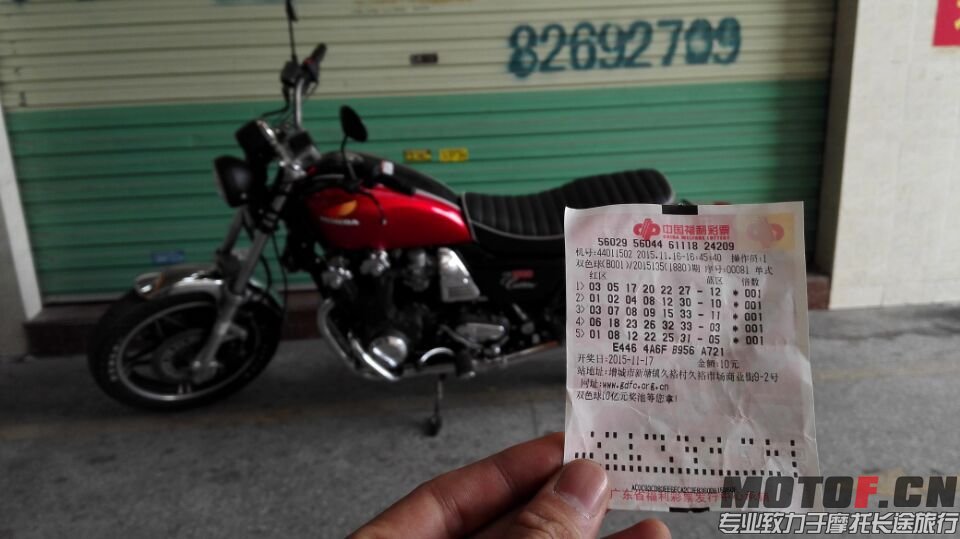 82692709
HONDA
中国福利彩票
CHINA WELFARE LOTTERY
56029 56044 61118 24209
机号:44011502 2015.11.16-16:45:40 操作员:1
双色球(B001)/2015135(1880)期 序号:00081 单式
红区 蓝区 倍数
1> 03 05 17 20 22 27 - 12 * 001
2> 01 02 04 08 12 30 - 10 * 001
3> 03 07 08 09 15 33 - 11 * 001
4> 06 18 23 26 32 33 - 03 * 001
5> 01 08 12 22 25 31 - 05 * 001
E446 4A6F B956 A721
开奖日:2015-11-17 金额:10元
站地址:增城市新塘镇久裕村久裕市场商业街9-2号
网址:www.gdfc.org.cn
双色球10亿元奖池等您拿!
广东省福利彩票发行
MOTOF.CN
专业致力于摩托长途旅行